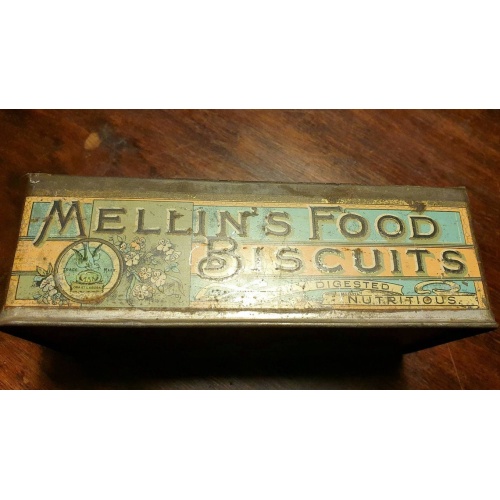 MELLIN'S FOOD
BISCUITS
DIGESTED,
NUTRITIOUS.